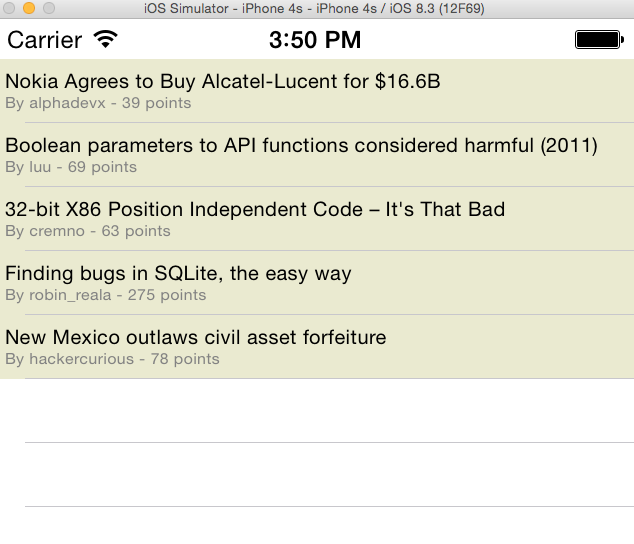 iOS Simulator - iPhone 4s - iPhone 4s / iOS 8.3 (12F69)
Carrier 3:50 PM
Nokia Agrees to Buy Alcatel-Lucent for $16.6B
By alphadevx - 39 points
Boolean parameters to API functions considered harmful (2011)
By luu - 69 points
32-bit X86 Position Independent Code – It's That Bad
By cremno - 63 points
Finding bugs in SQLite, the easy way
By robin_reala - 275 points
New Mexico outlaws civil asset forfeiture
By hackercurious - 78 points